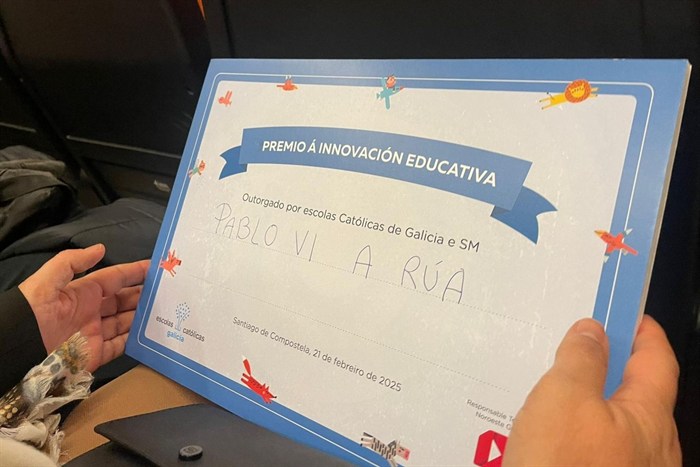 PREMIO Á INNOVACIÓN EDUCATIVA
Outorgado por escolas Católicas de Galicia e SM
PABLO VI A RÚA
escolas católicas
galicia
Santiago de Compostela, 21 de febreiro de 2025
Responsable
Noroeste